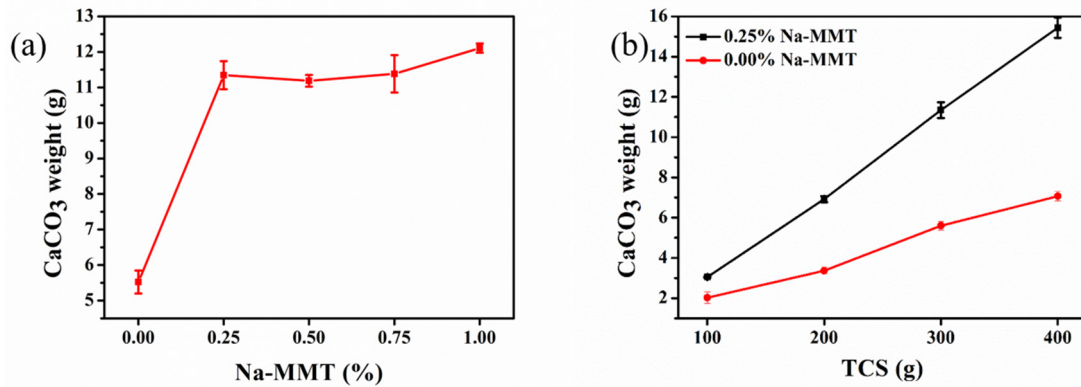 (a)
CaCO3 weight (g)
13
12
11
10
9
8
7
6
5
0.00 0.25 0.50 0.75 1.00
Na-MMT (%)
(b)
CaCO3 weight (g)
16
14
12
10
8
6
4
2
0.25% Na-MMT
0.00% Na-MMT
100 200 300 400
TCS (g)